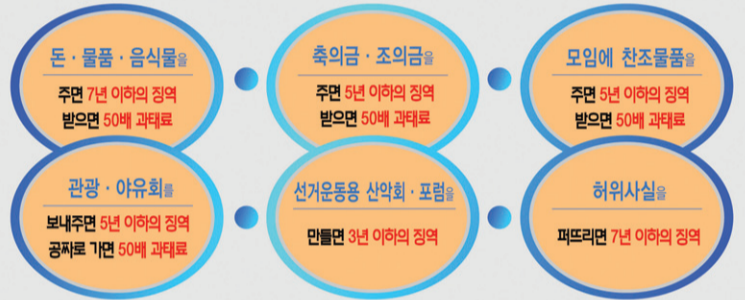 돈·물품·음식물을
주면 7년 이하의 징역
받으면 50배 과태료
축의금·조의금을
주면 5년 이하의 징역
받으면 50배 과태료
모임에 찬조물품을
주면 5년 이하의 징역
받으면 50배 과태료
관광·야유회를
보내주면 5년 이하의 징역
공짜로 가면 50배 과태료
선거운동용 산악회·포럼을
만들면 3년 이하의 징역
허위사실을
퍼뜨리면 7년 이하의 징역